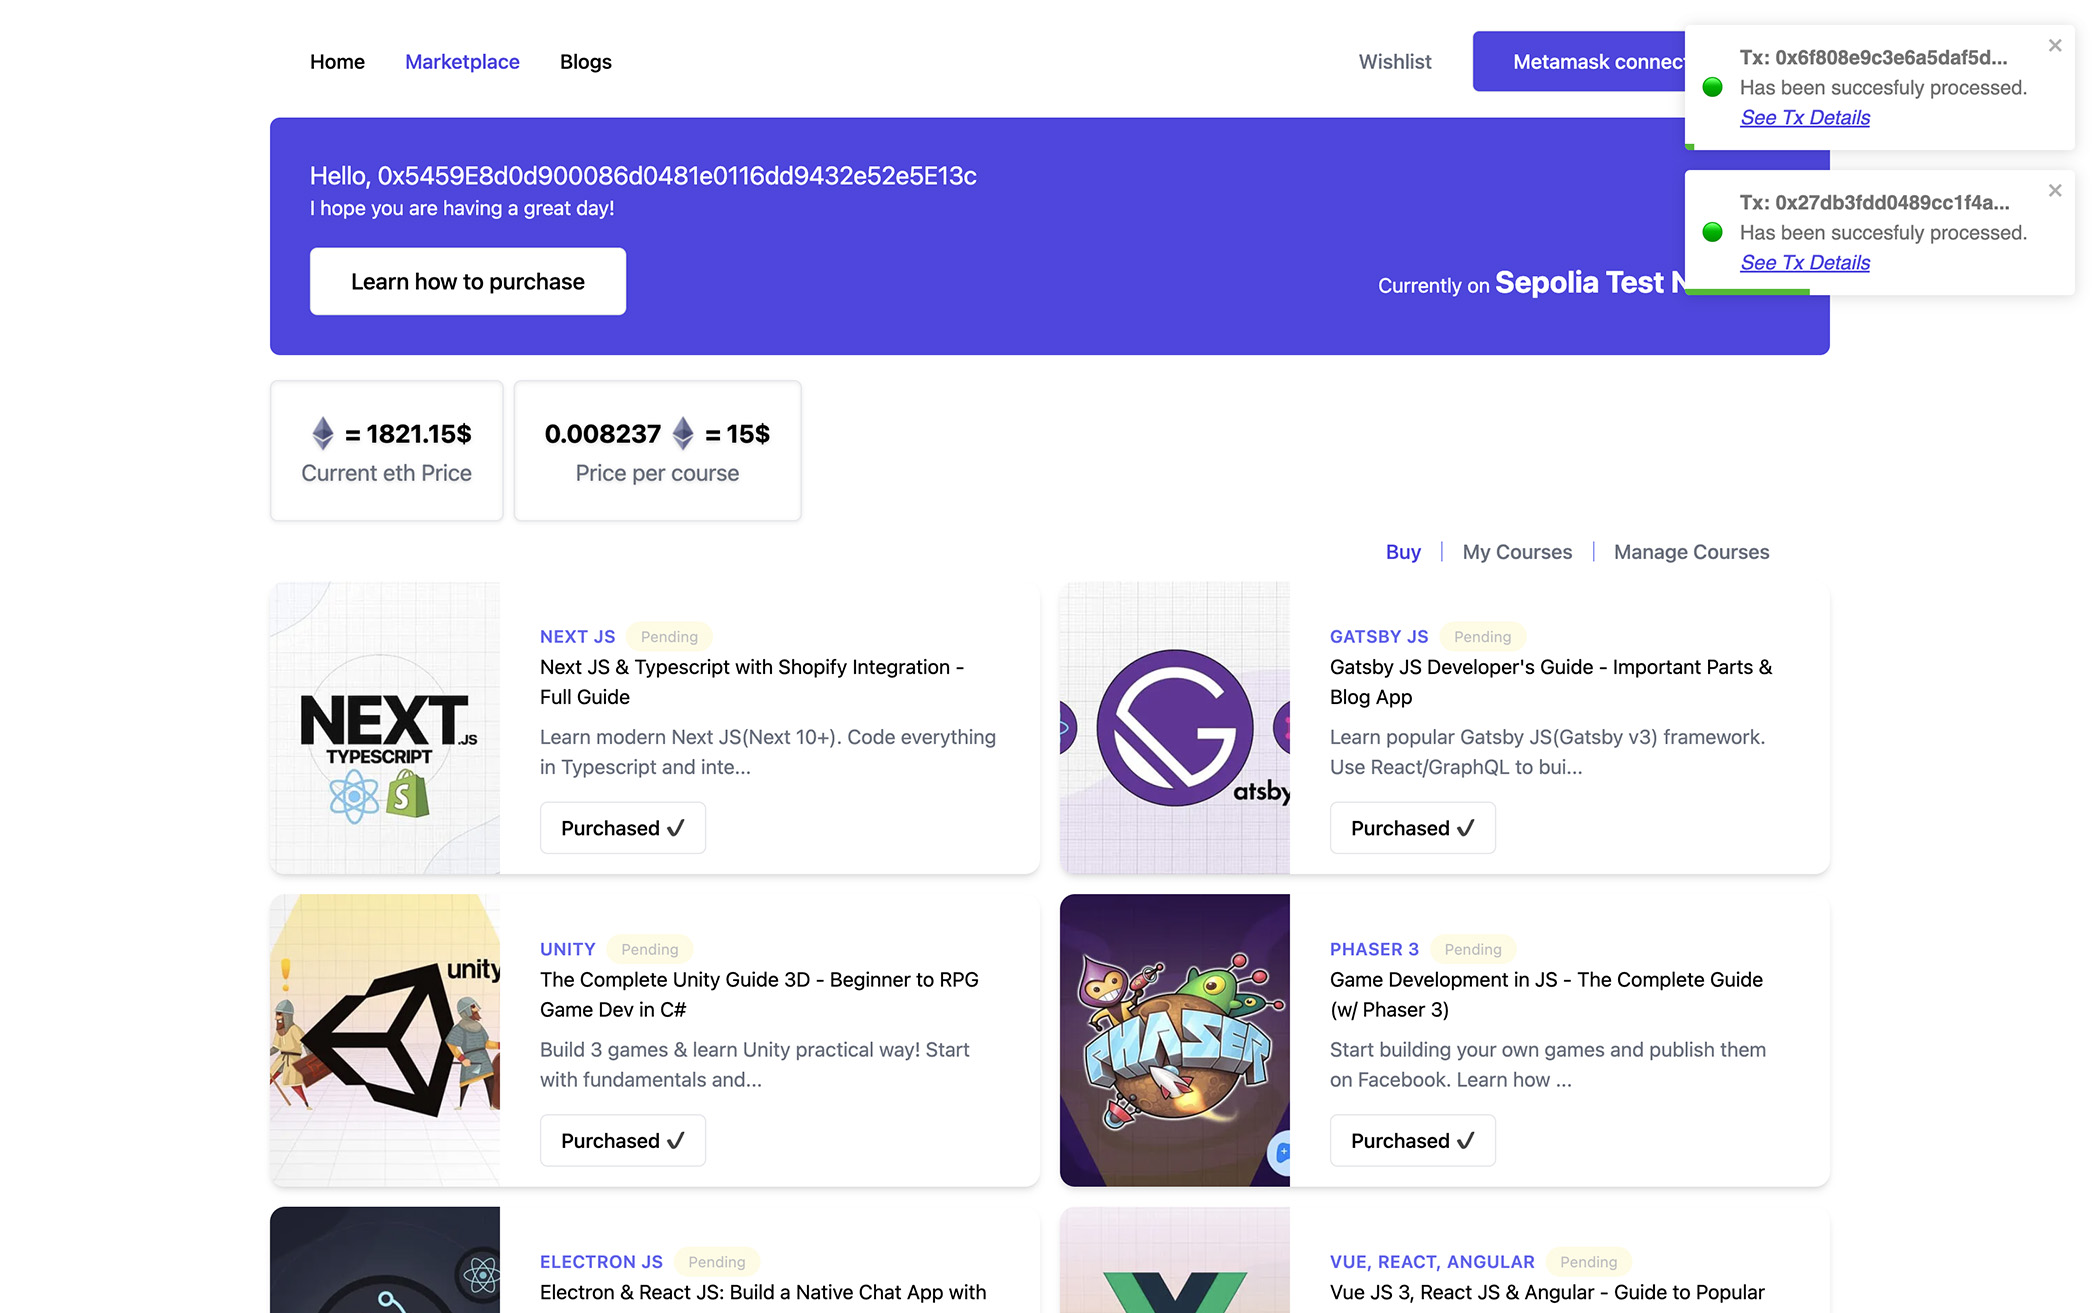 Home Marketplace Blogs Wishlist Metamask connect
Tx: 0x6f808e9c3e6a5daf5d...
Has been succesfuly processed.
See Tx Details
Tx: 0x27db3fdd0489cc1f4a...
Has been succesfuly processed.
See Tx Details
Hello, 0x5459E8d0d900086d0481e0116dd9432e52e5E13c
I hope you are having a great day!
Learn how to purchase
Currently on Sepolia Test N
= 1821.15$
Current eth Price
0.008237 = 15$
Price per course
Buy | My Courses | Manage Courses
NEXT.JS
TYPESCRIPT
NEXT JS Pending
Next JS & Typescript with Shopify Integration -
Full Guide
Learn modern Next JS(Next 10+). Code everything
in Typescript and inte...
Purchased ✓
atsby
GATSBY JS Pending
Gatsby JS Developer's Guide - Important Parts &
Blog App
Learn popular Gatsby JS(Gatsby v3) framework.
Use React/GraphQL to bui...
Purchased ✓
unity
UNITY Pending
The Complete Unity Guide 3D - Beginner to RPG
Game Dev in C#
Build 3 games & learn Unity practical way! Start
with fundamentals and...
Purchased ✓
PHASER
PHASER 3 Pending
Game Development in JS - The Complete Guide
(w/ Phaser 3)
Start building your own games and publish them
on Facebook. Learn how ...
Purchased ✓
ELECTRON JS Pending
Electron & React JS: Build a Native Chat App with
VUE, REACT, ANGULAR Pending
Vue JS 3, React JS & Angular - Guide to Popular